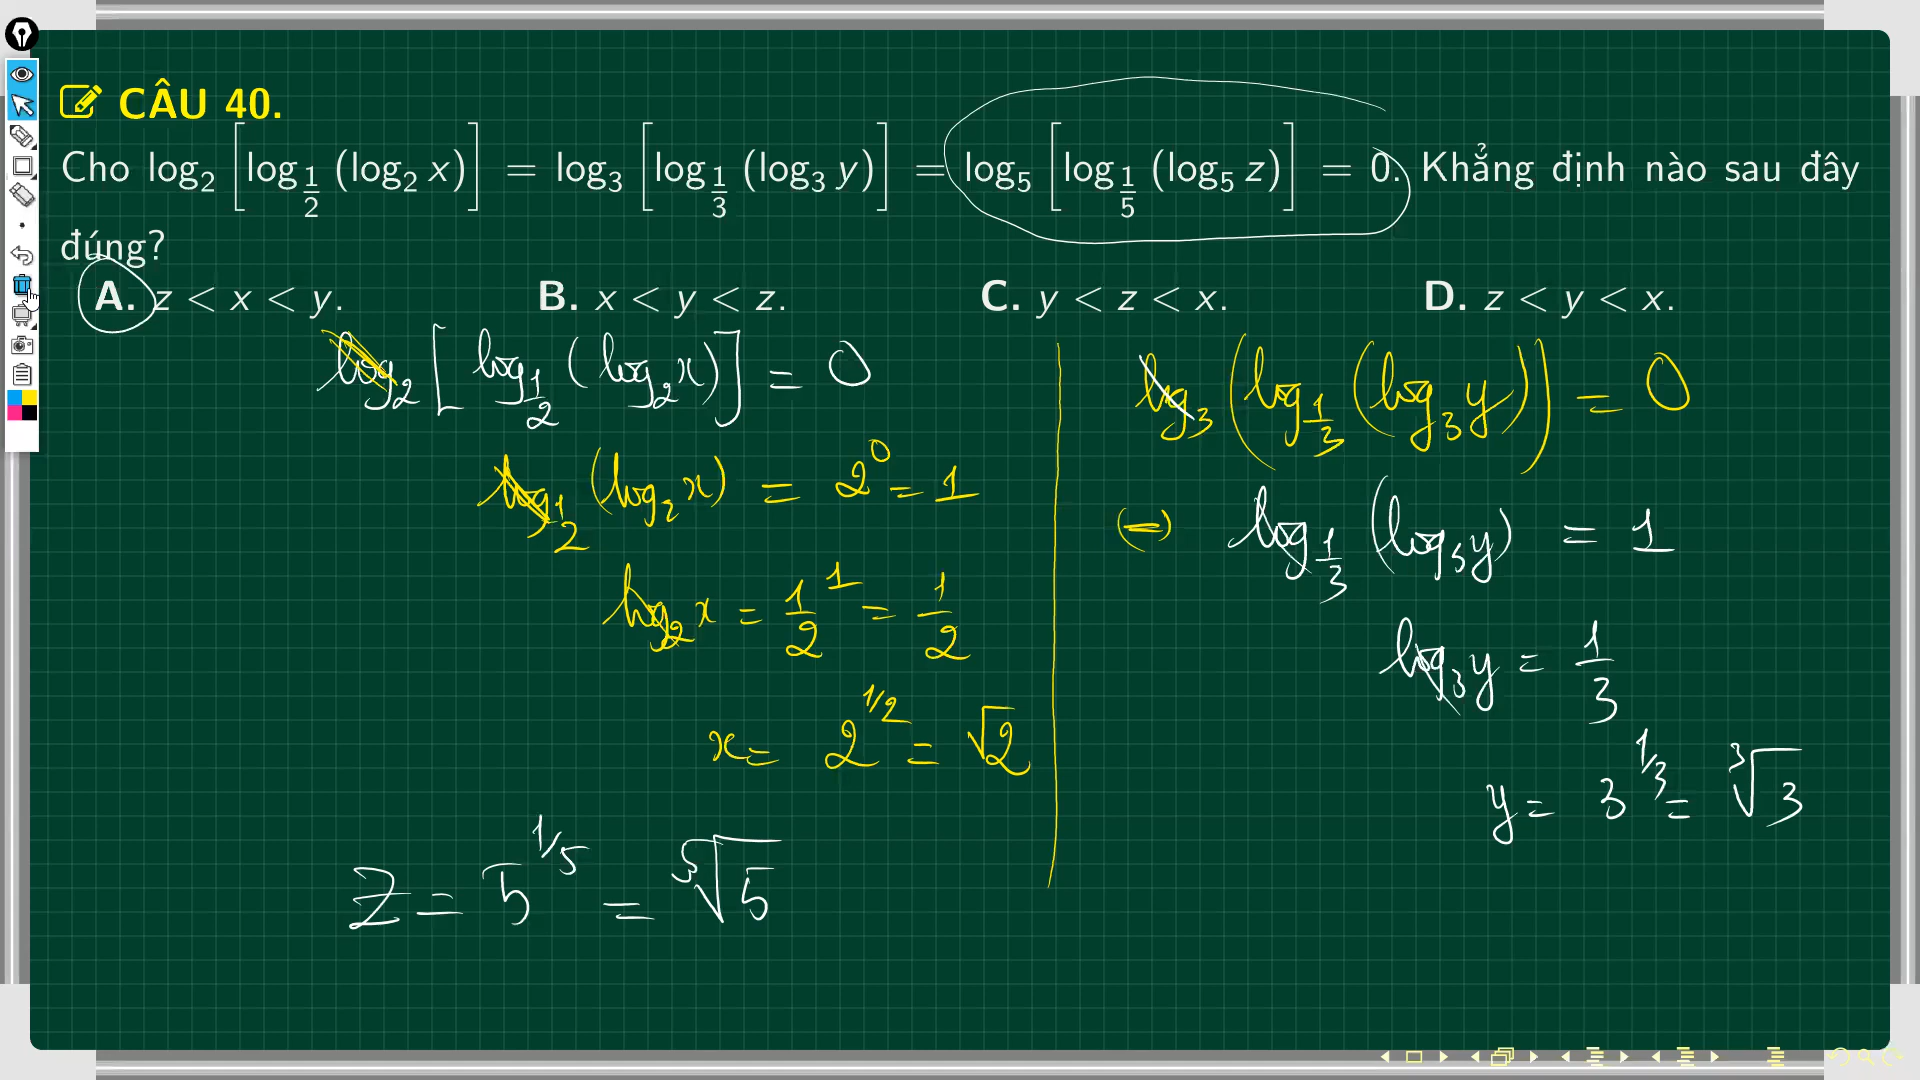 CÂU 40.
Cho log₂ [log_{1/2} (log₂ x)] = log₃ [log_{1/3} (log₃ y)] = log₅ [log_{1/5} (log₅ z)] = 0. Khẳng định nào sau đây
đúng?
A. z < x < y. B. x < y < z. C. y < z < x. D. z < y < x.
log₂ [log_{1/2} (log₂ x)] = 0
log_{1/2} (log₂ x) = 2⁰ = 1
log₂ x = 1/2¹ = 1/2
x = 2^{1/2} = √2
log₃ (log_{1/3} (log₃ y)) = 0
(=) log_{1/3} (log₃ y) = 1
log₃ y = 1/3
y = 3^{1/3} = ∛3
z = 5^{1/5} = ⁵√5